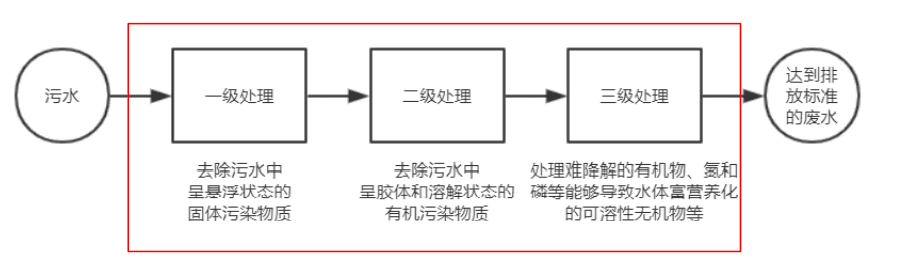 污水
一级处理
二级处理
三级处理
达到排
放标准
的废水
去除污水中
呈悬浮状态的
固体污染物质
去除污水中
呈胶体和溶解状态的
有机污染物质
处理难降解的有机物、氮和
磷等能够导致水体富营养化
的可溶性无机物等